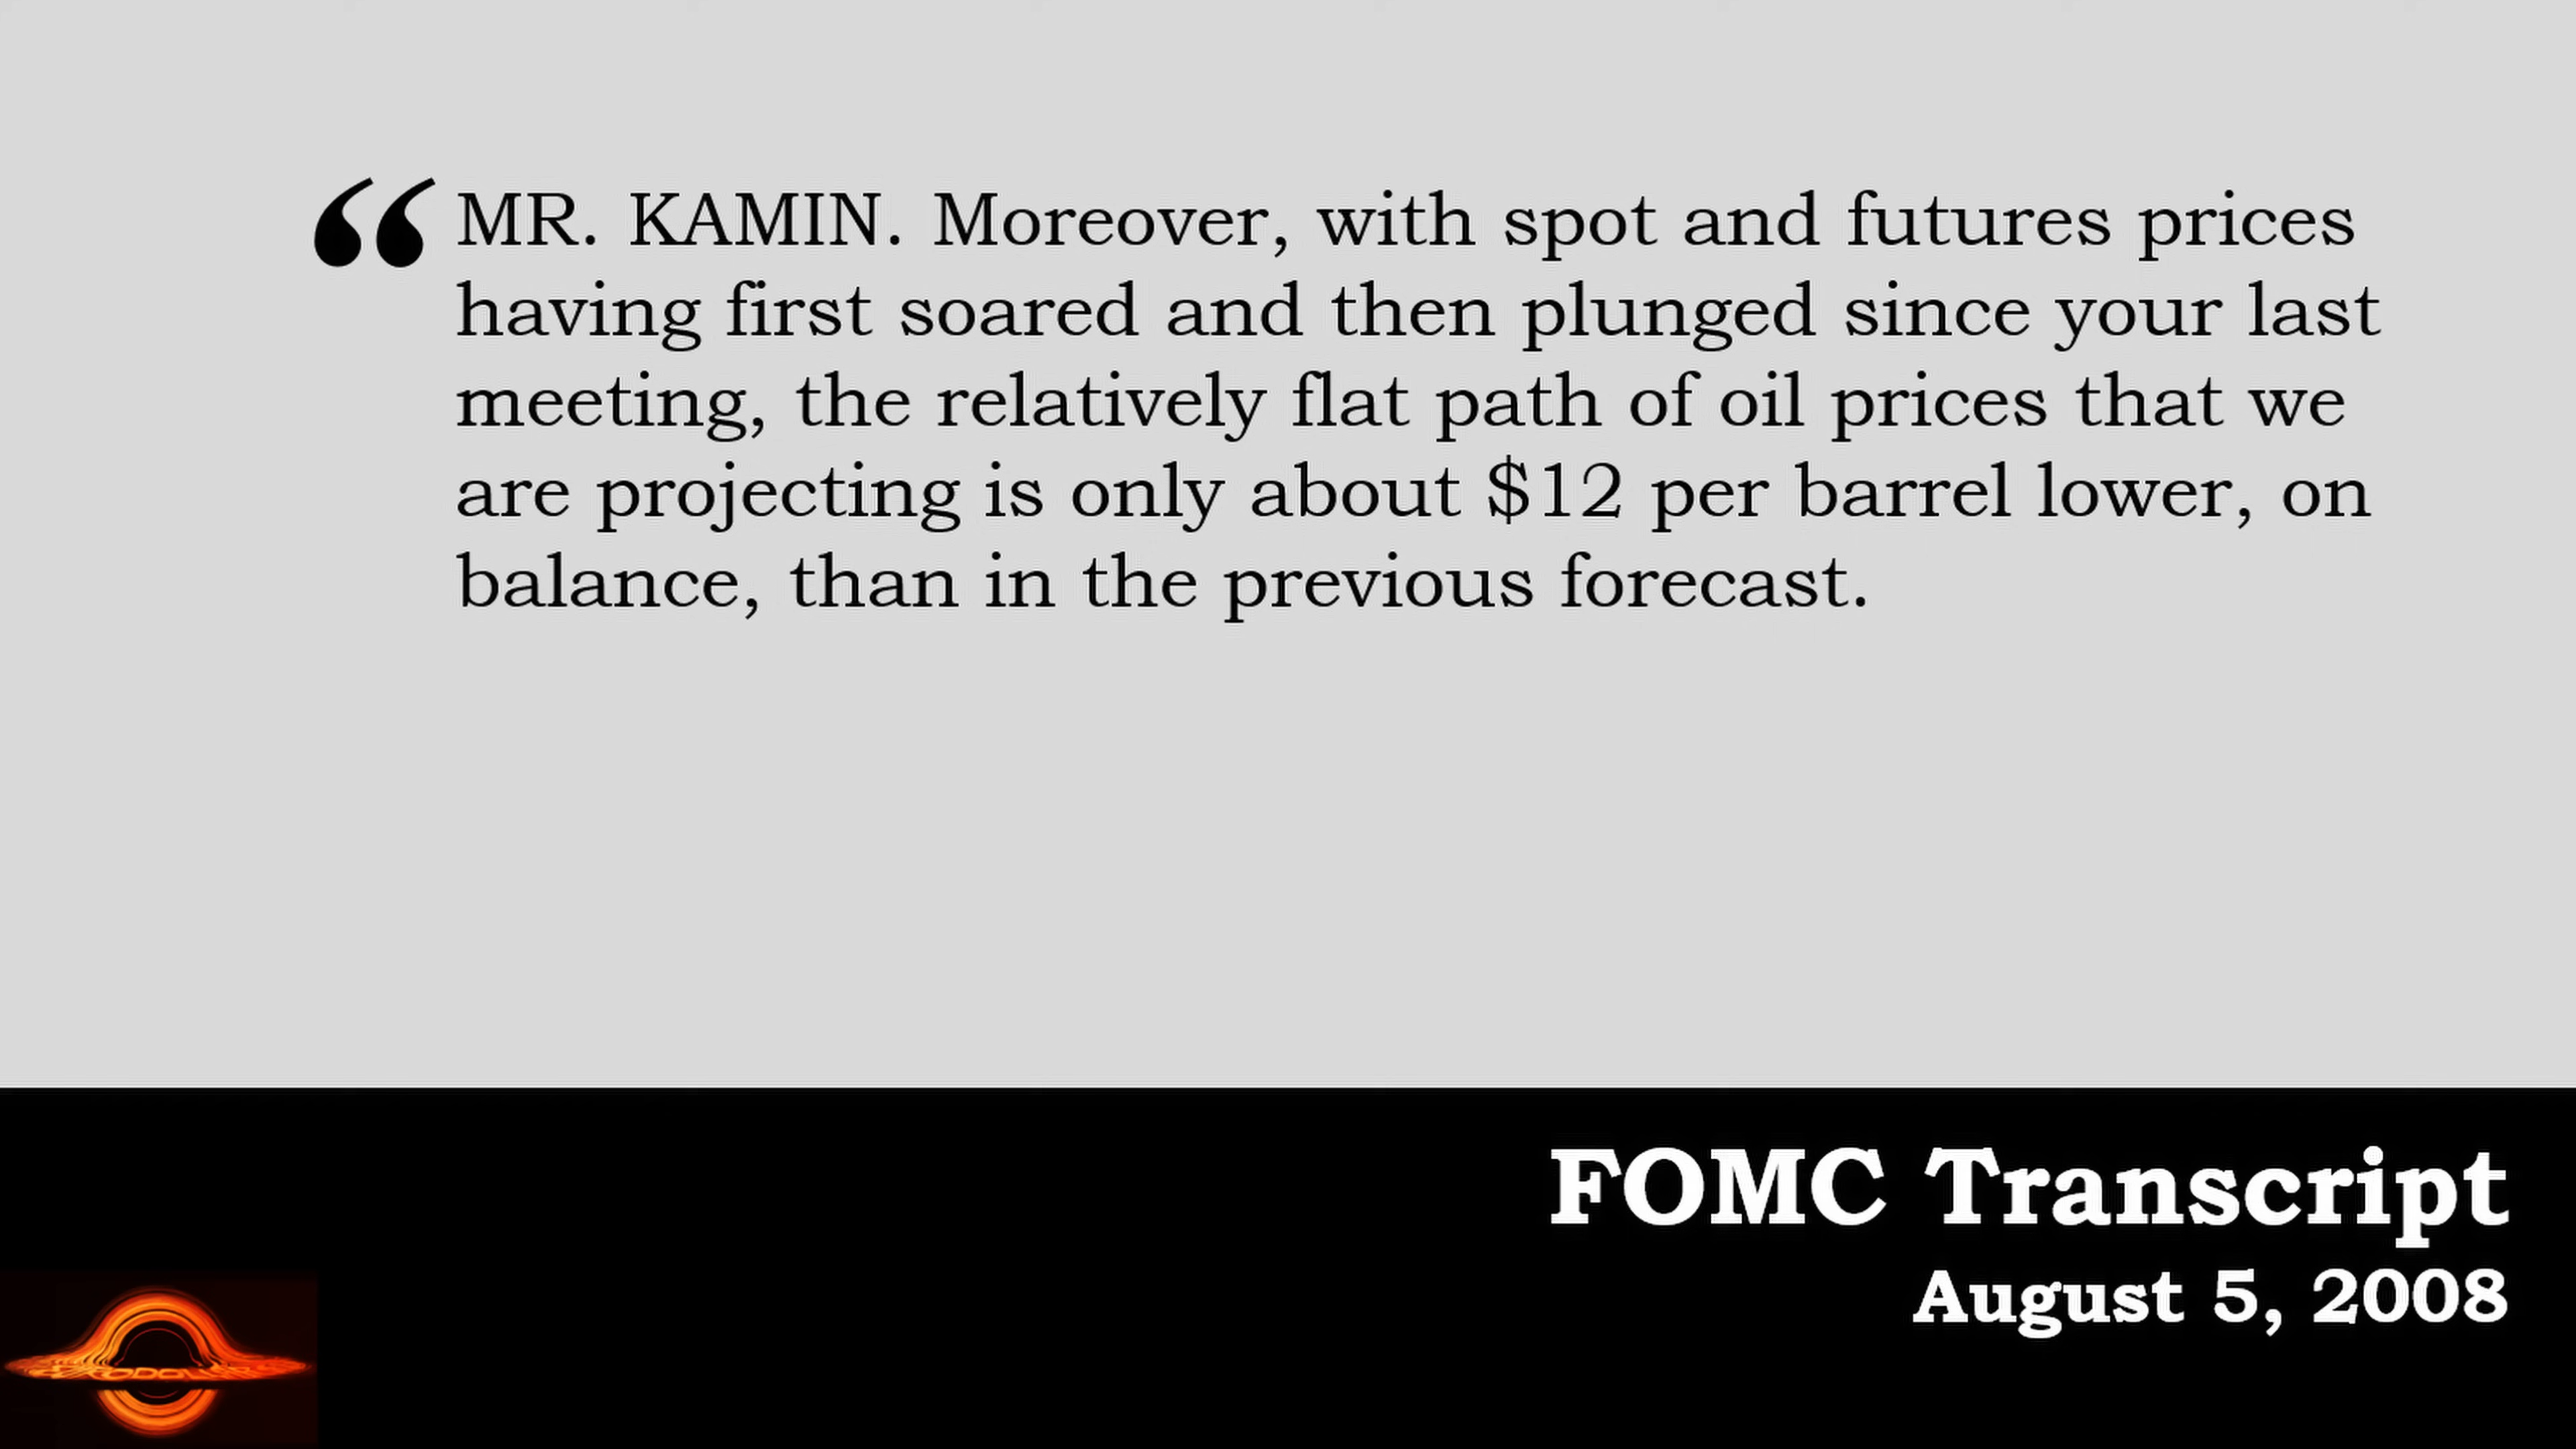 “MR. KAMIN. Moreover, with spot and futures prices
having first soared and then plunged since your last
meeting, the relatively flat path of oil prices that we
are projecting is only about $12 per barrel lower, on
balance, than in the previous forecast.
FOMC Transcript
August 5, 2008